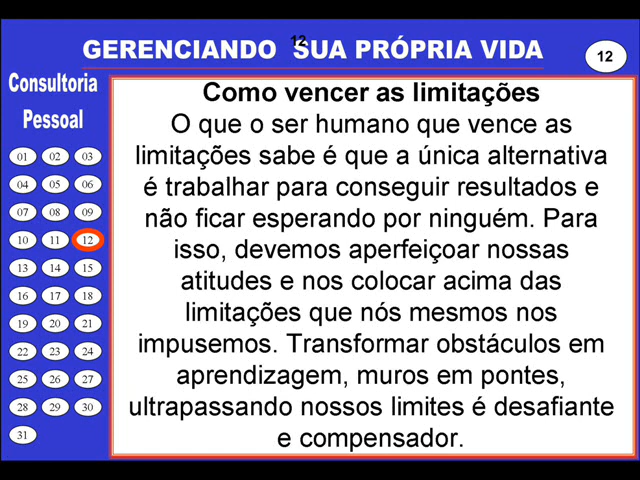 12
GERENCIANDO SUA PRÓPRIA VIDA
12
Consultoria
Pessoal
01 02 03
04 05 06
07 08 09
10 11 12
13 14 15
16 17 18
19 20 21
22 23 24
25 26 27
28 29 30
31
Como vencer as limitações
O que o ser humano que vence as
limitações sabe é que a única alternativa
é trabalhar para conseguir resultados e
não ficar esperando por ninguém. Para
isso, devemos aperfeiçoar nossas
atitudes e nos colocar acima das
limitações que nós mesmos nos
impusemos. Transformar obstáculos em
aprendizagem, muros em pontes,
ultrapassando nossos limites é desafiante
e compensador.